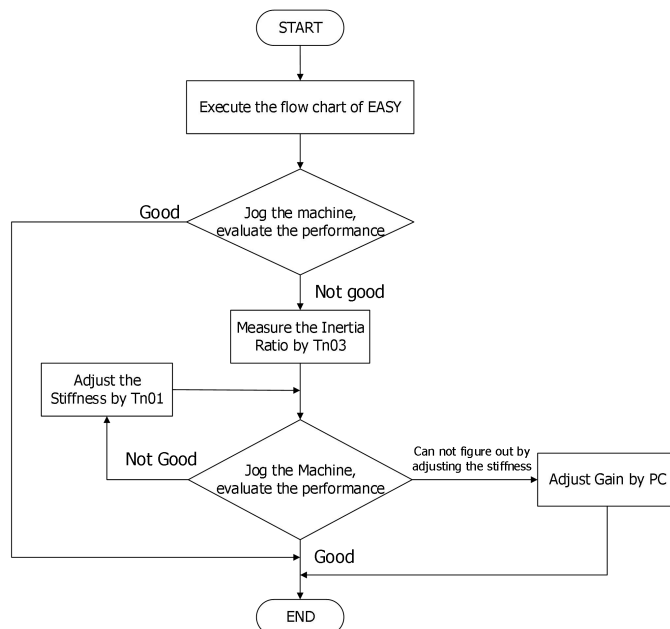 START
Execute the flow chart of EASY
Good
Jog the machine,
evaluate the performance
Not good
Measure the Inertia
Ratio by Tn03
Adjust the
Stiffness by Tn01
Not Good
Jog the Machine,
evaluate the performance
Can not figure out by
adjusting the stiffness
Adjust Gain by PC
Good
END